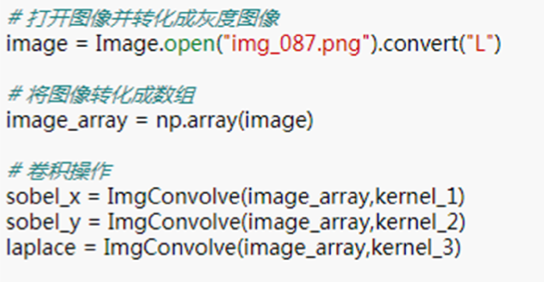 # 打开图像并转化成灰度图像
image = Image.open("img_087.png").convert("L")
# 将图像转化成数组
image_array = np.array(image)
# 卷积操作
sobel_x = ImgConvolve(image_array,kernel_1)
sobel_y = ImgConvolve(image_array,kernel_2)
laplace = ImgConvolve(image_array,kernel_3)